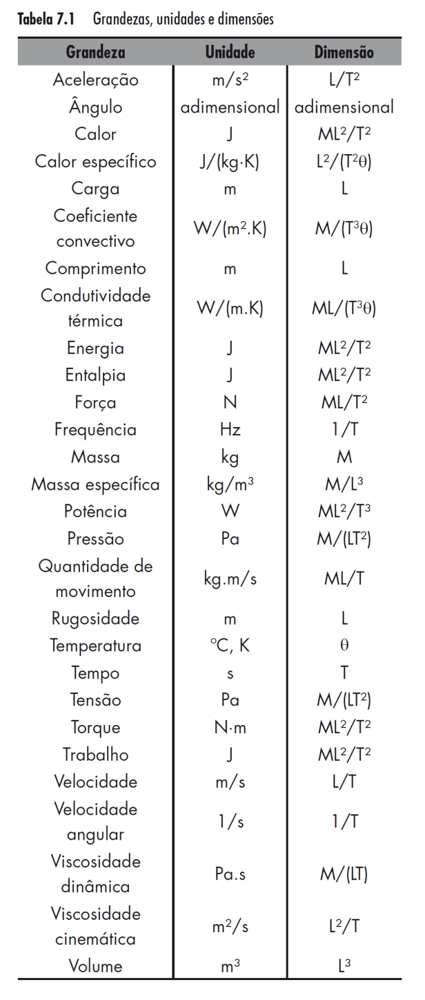 Tabela 7.1 Grandezas, unidades e dimensões
Grandeza Unidade Dimensão
Aceleração m/s² L/T²
Ângulo adimensional adimensional
Calor J ML²/T²
Calor específico J/(kg·K) L²/(T²θ)
Carga m L
Coeficiente convectivo W/(m².K) M/(T³θ)
Comprimento m L
Condutividade térmica W/(m.K) ML/(T³θ)
Energia J ML²/T²
Entalpia J ML²/T²
Força N ML/T²
Frequência Hz 1/T
Massa kg M
Massa específica kg/m³ M/L³
Potência W ML²/T³
Pressão Pa M/(LT²)
Quantidade de movimento kg.m/s ML/T
Rugosidade m L
Temperatura °C, K θ
Tempo s T
Tensão Pa M/(LT²)
Torque N·m ML²/T²
Trabalho J ML²/T²
Velocidade m/s L/T
Velocidade angular 1/s 1/T
Viscosidade dinâmica Pa.s M/(LT)
Viscosidade cinemática m²/s L²/T
Volume m³ L³